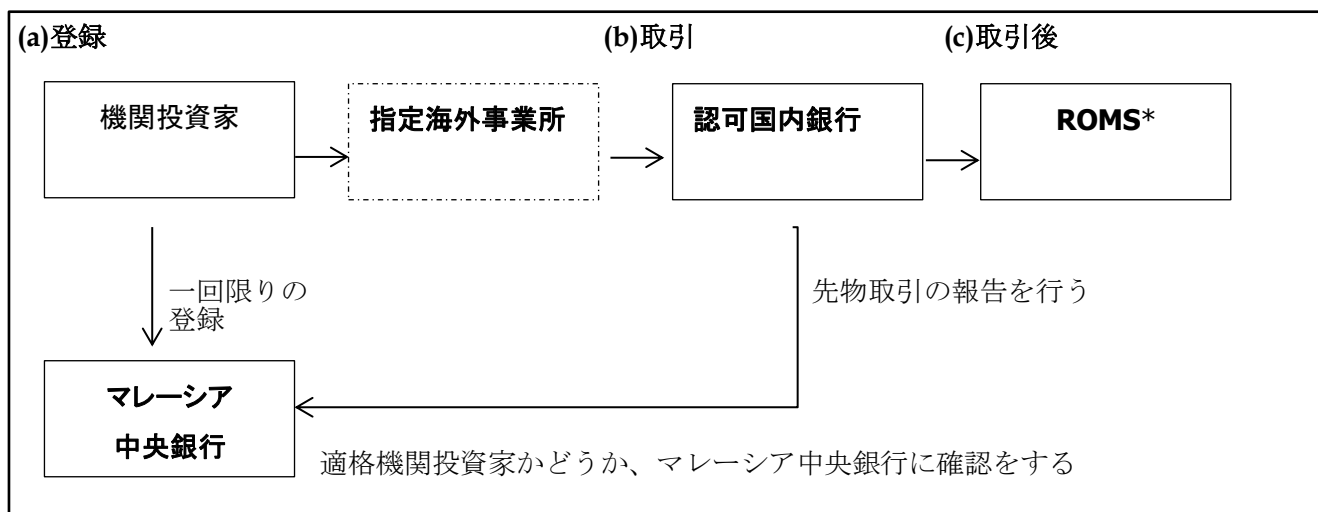 (a)登録
(b)取引
(c)取引後
機関投資家
指定海外事業所
認可国内銀行
ROMS*
一回限りの
登録
先物取引の報告を行う
マレーシア
中央銀行
適格機関投資家かどうか、マレーシア中央銀行に確認をする